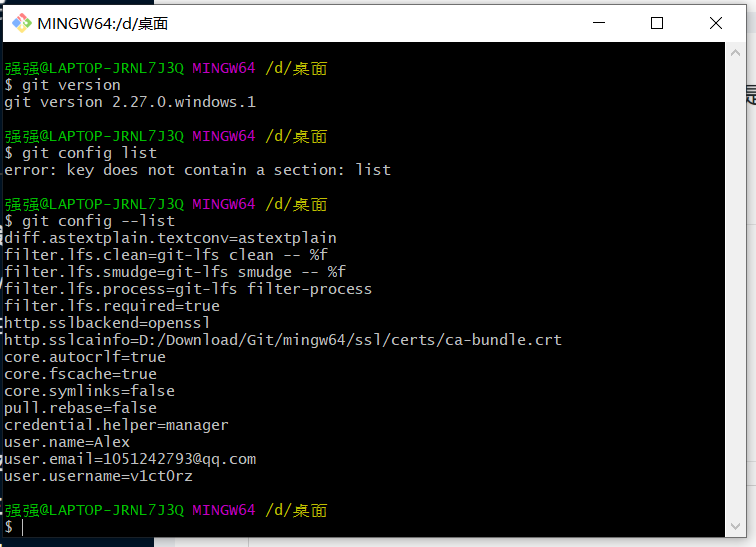 MINGW64:/d/桌面
强强@LAPTOP-JRNL7J3Q MINGW64 /d/桌面
$ git version
git version 2.27.0.windows.1
强强@LAPTOP-JRNL7J3Q MINGW64 /d/桌面
$ git config list
error: key does not contain a section: list
强强@LAPTOP-JRNL7J3Q MINGW64 /d/桌面
$ git config --list
diff.astextplain.textconv=astextplain
filter.lfs.clean=git-lfs clean -- %f
filter.lfs.smudge=git-lfs smudge -- %f
filter.lfs.process=git-lfs filter-process
filter.lfs.required=true
http.sslbackend=openssl
http.sslcainfo=D:/Download/Git/mingw64/ssl/certs/ca-bundle.crt
core.autocrlf=true
core.fscache=true
core.symlinks=false
pull.rebase=false
credential.helper=manager
user.name=Alex
user.email=1051242793@qq.com
user.username=v1ct0rz
强强@LAPTOP-JRNL7J3Q MINGW64 /d/桌面
$